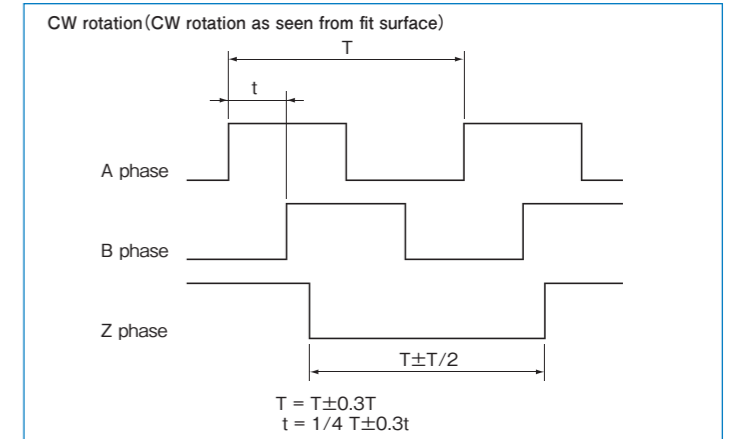 CW rotation(CW rotation as seen from fit surface)
T
t
A phase
B phase
Z phase
T±T/2
T = T±0.3T
t = 1/4 T±0.3t